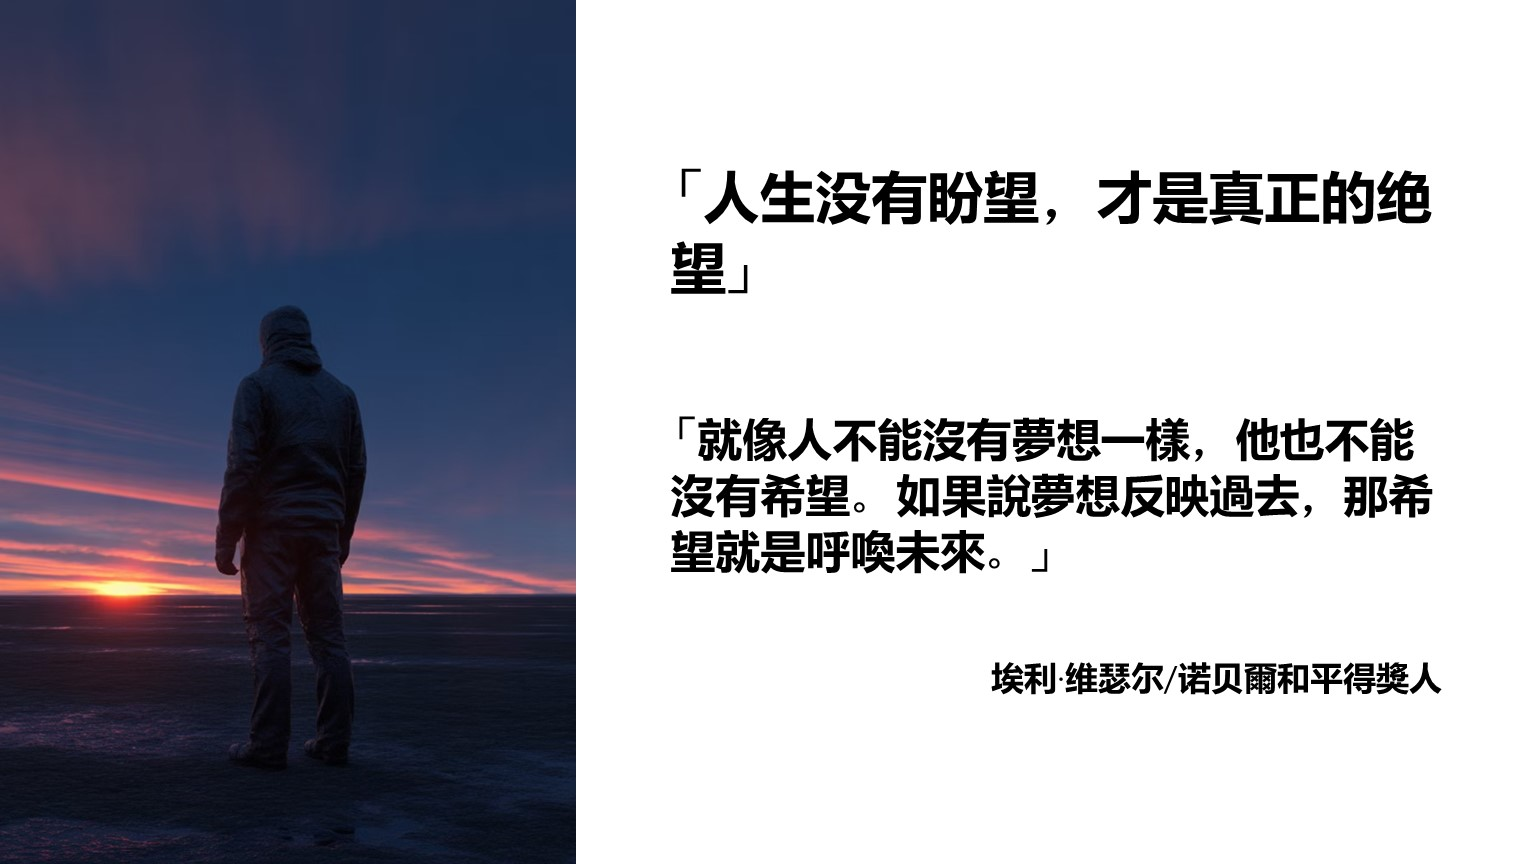 「人生没有盼望，才是真正的绝
望」
「就像人不能沒有夢想一樣，他也不能
沒有希望。如果說夢想反映過去，那希
望就是呼喚未來。」
埃利·维瑟尔/诺贝爾和平得獎人